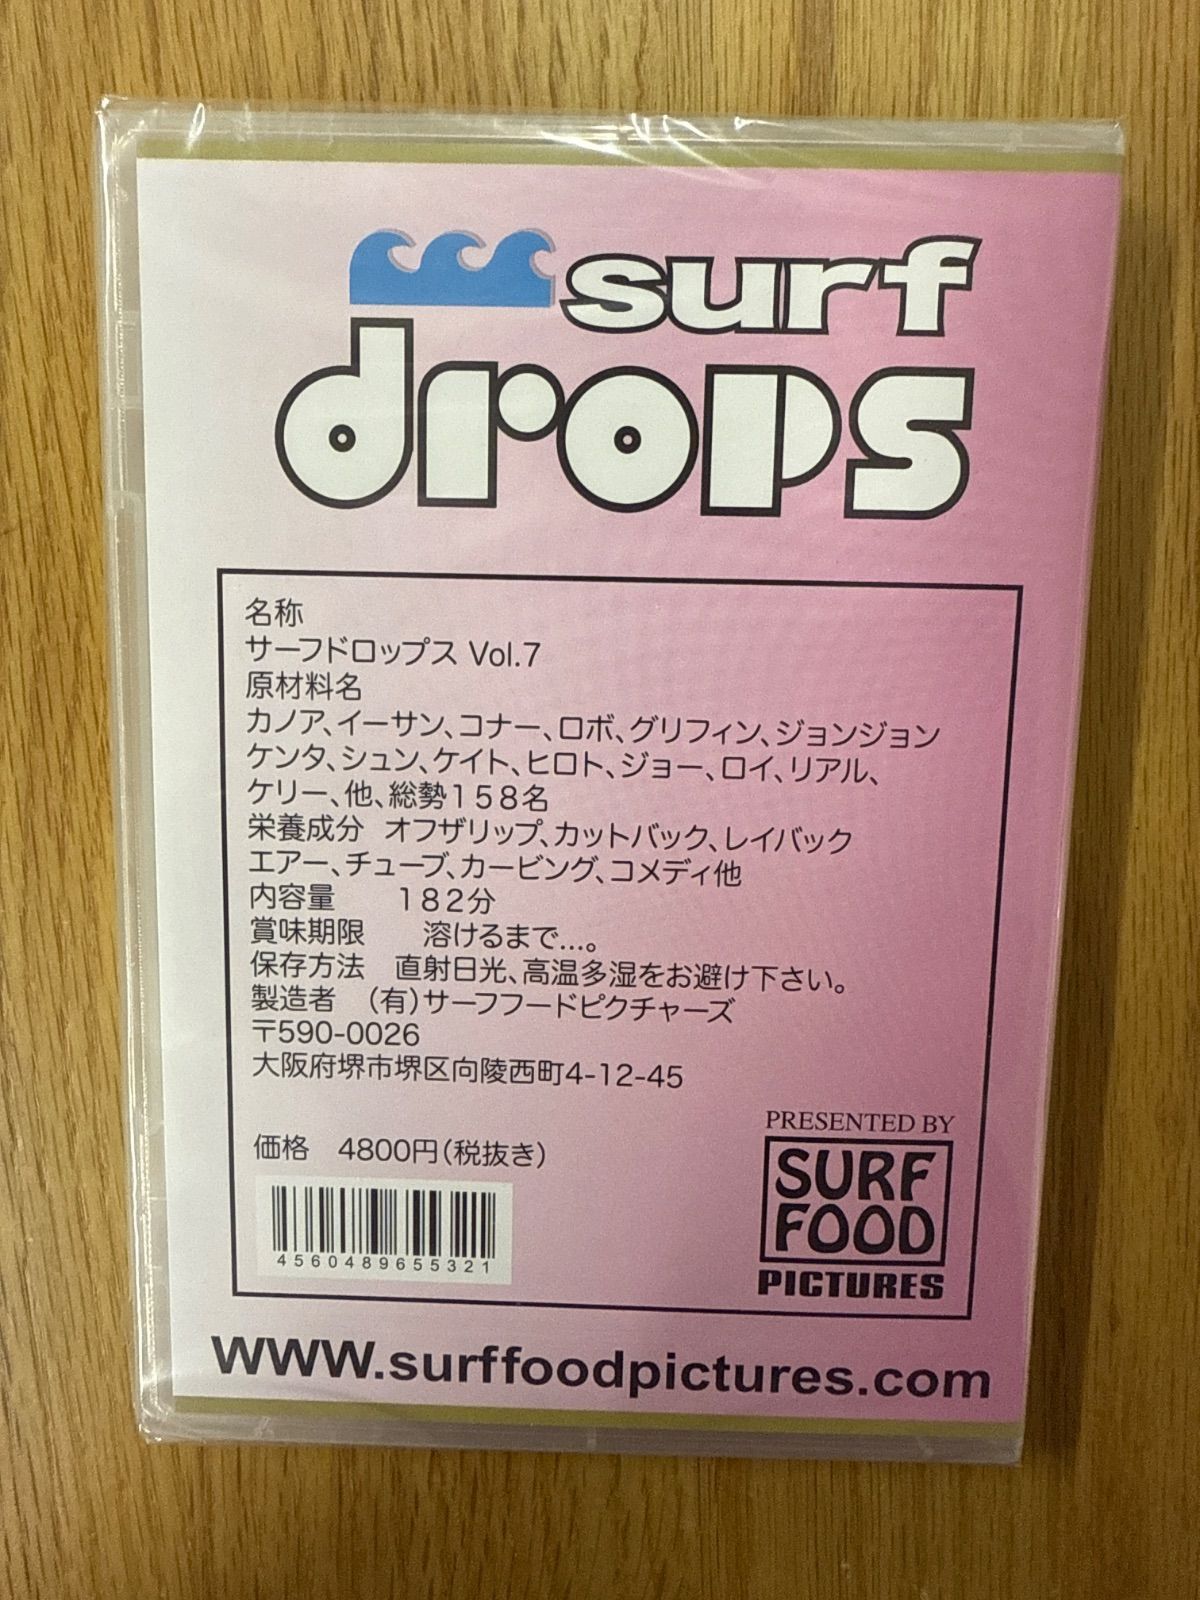 surf
drops
名称
サーフドロップス Vol.7
原材料名
カノア、イーサン、コナー、ロボ、グリフィン、ジョンジョン
ケンタ、シュン、ケイト、ヒロト、ジョー、ロイ、リアル、
ケリー、他、総勢158名
栄養成分 オフザリップ、カットバック、レイバック
エアー、チューブ、カービング、コメディ他
内容量 182分
賞味期限 溶けるまで...。
保存方法 直射日光、高温多湿をお避け下さい。
製造者 (有)サーフフードピクチャーズ
〒590-0026
大阪府堺市堺区向陵西町4-12-45
価格 4800円(税抜き)
4560489655321
PRESENTED BY
SURF
FOOD
PICTURES
WWW.surffoodpictures.com